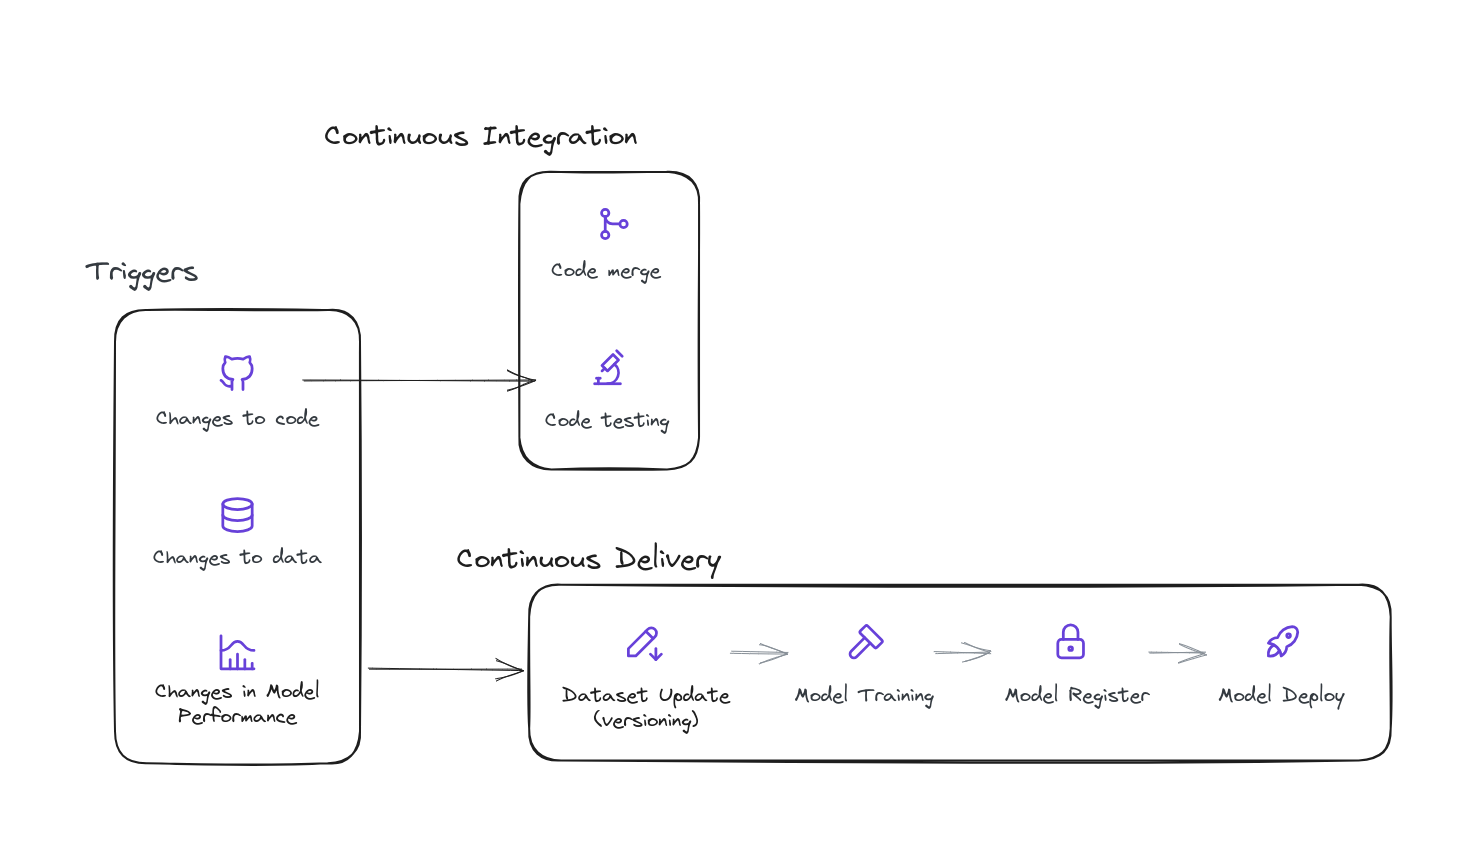 Continuous Integration
Code merge
Code testing
Triggers
Changes to code
Changes to data
Changes in Model
Performance
Continuous Delivery
Dataset Update
(versioning)
Model Training
Model Register
Model Deploy